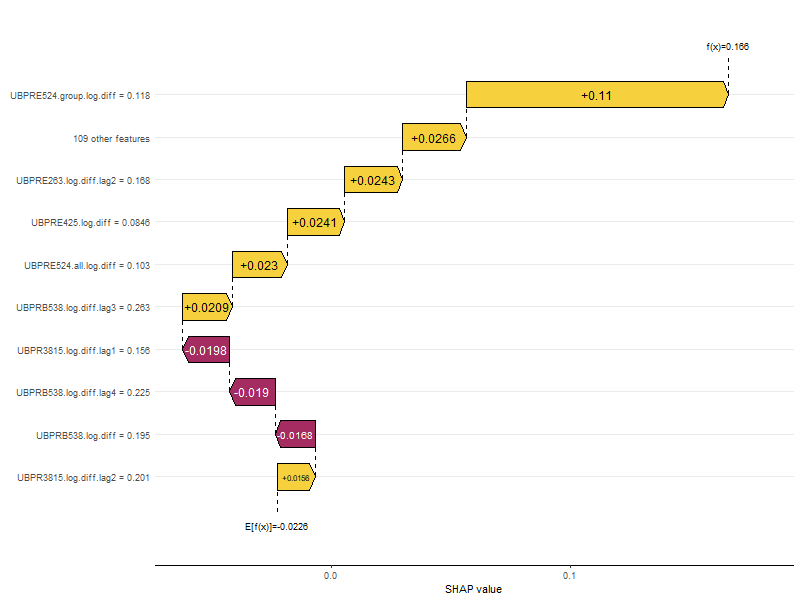 f(x)=0.166
UBPRE524.group.log.diff = 0.118
+0.11
109 other features
+0.0266
UBPRE263.log.diff.lag2 = 0.168
+0.0243
UBPRE425.log.diff = 0.0846
+0.0241
UBPRE524.all.log.diff = 0.103
+0.023
UBPRB538.log.diff.lag3 = 0.263
+0.0209
UBPR3815.log.diff.lag1 = 0.156
-0.0198
UBPRB538.log.diff.lag4 = 0.225
-0.019
UBPRB538.log.diff = 0.195
-0.0168
UBPR3815.log.diff.lag2 = 0.201
+0.0156
E[f(x)]=-0.0226
0.0 0.1
SHAP value